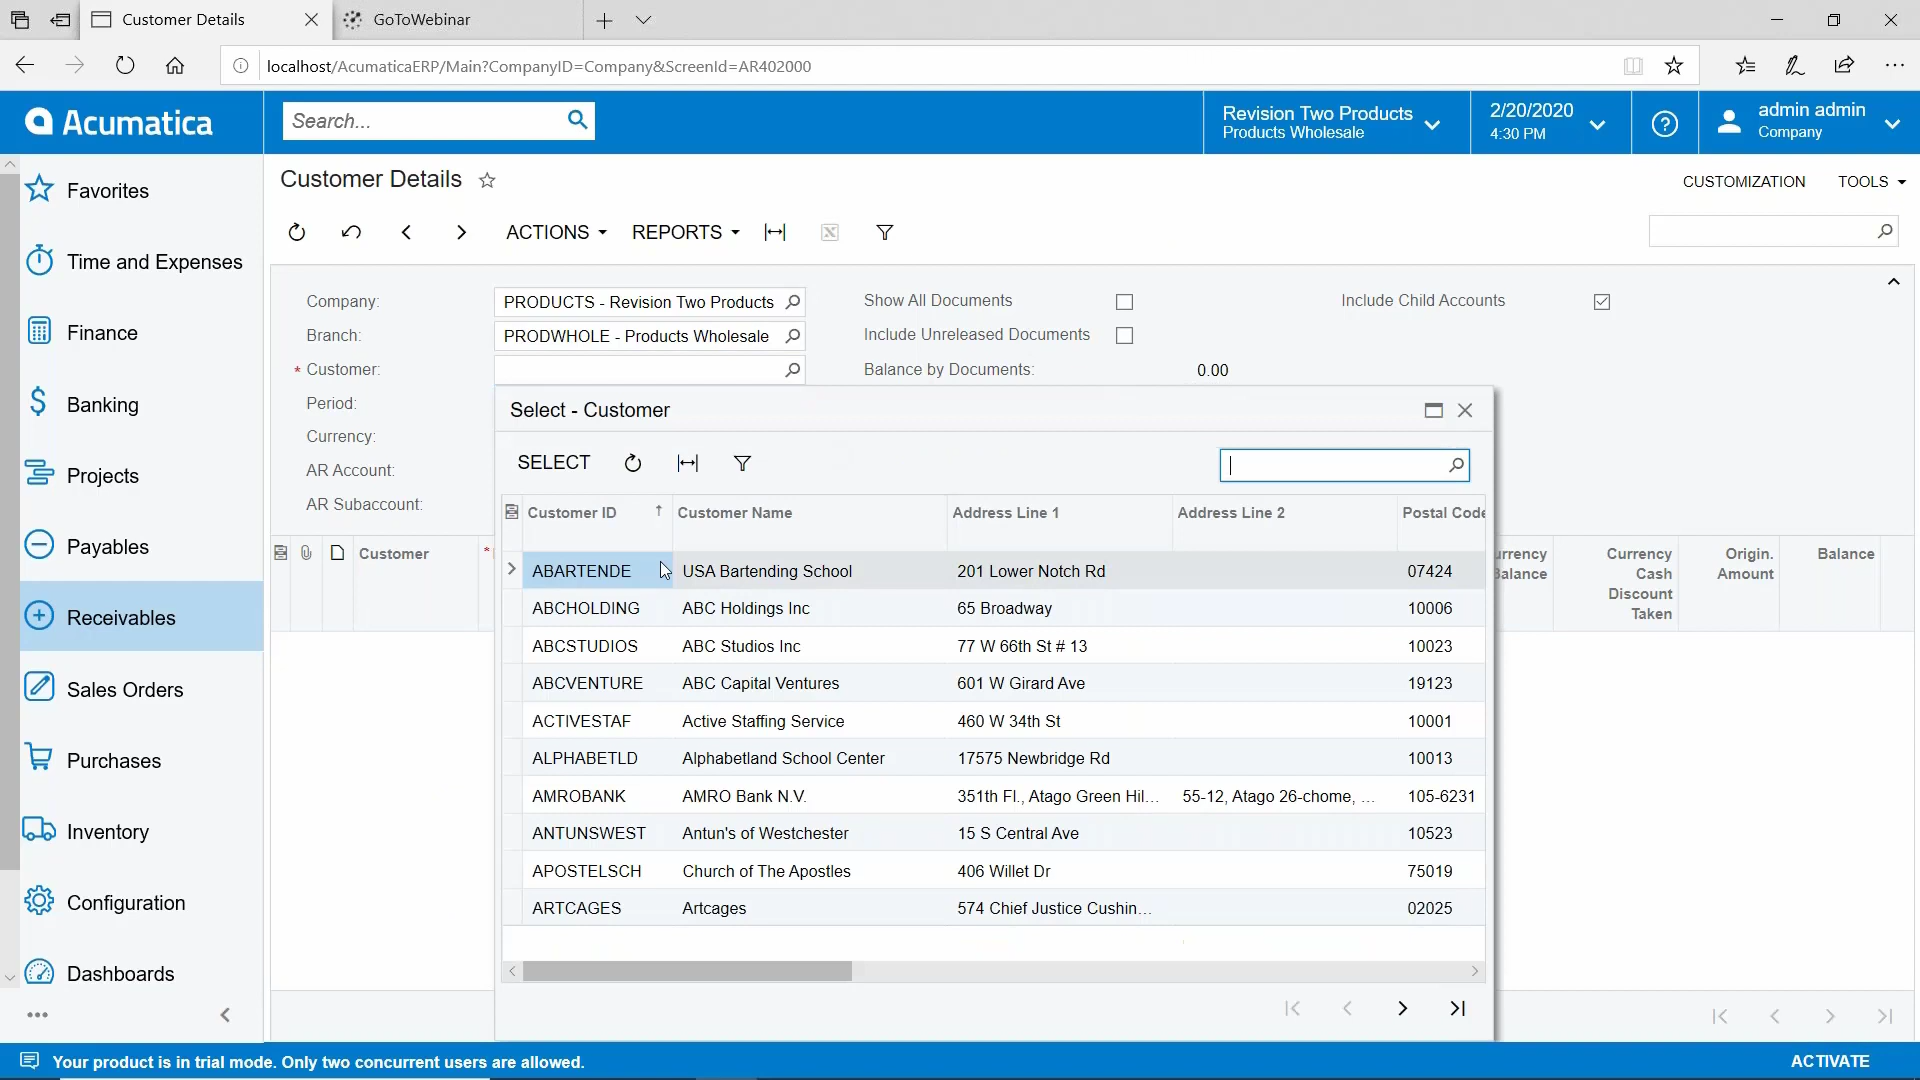 Customer Details
GoToWebinar
localhost/AcumaticaERP/Main?CompanyID=Company&ScreenId=AR402000
Acumatica
Search...
Revision Two Products
Products Wholesale
2/20/2020
4:30 PM
admin admin
Company
Favorites
Time and Expenses
Finance
Banking
Projects
Payables
Receivables
Sales Orders
Purchases
Inventory
Configuration
Dashboards
Customer Details
CUSTOMIZATION TOOLS
ACTIONS REPORTS
Company: PRODUCTS - Revision Two Products Show All Documents Include Child Accounts
Branch: PRODWHOLE - Products Wholesale Include Unreleased Documents
* Customer: Balance by Documents: 0.00
Period:
Currency:
AR Account:
AR Subaccount:
Customer *
Select - Customer
SELECT
Customer ID Customer Name Address Line 1 Address Line 2 Postal Code
ABARTENDE USA Bartending School 201 Lower Notch Rd 07424
ABCHOLDING ABC Holdings Inc 65 Broadway 10006
ABCSTUDIOS ABC Studios Inc 77 W 66th St # 13 10023
ABCVENTURE ABC Capital Ventures 601 W Girard Ave 19123
ACTIVESTAF Active Staffing Service 460 W 34th St 10001
ALPHABETLD Alphabetland School Center 17575 Newbridge Rd 10013
AMROBANK AMRO Bank N.V. 351th Fl., Atago Green Hil... 55-12, Atago 26-chome, ... 105-6231
ANTUNSWEST Antun's of Westchester 15 S Central Ave 10523
APOSTELSCH Church of The Apostles 406 Willet Dr 75019
ARTCAGES Artcages 574 Chief Justice Cushin... 02025
Balance
Currency
Cash
Discount
Taken
Origin.
Amount
Balance
Your product is in trial mode. Only two concurrent users are allowed.
ACTIVATE